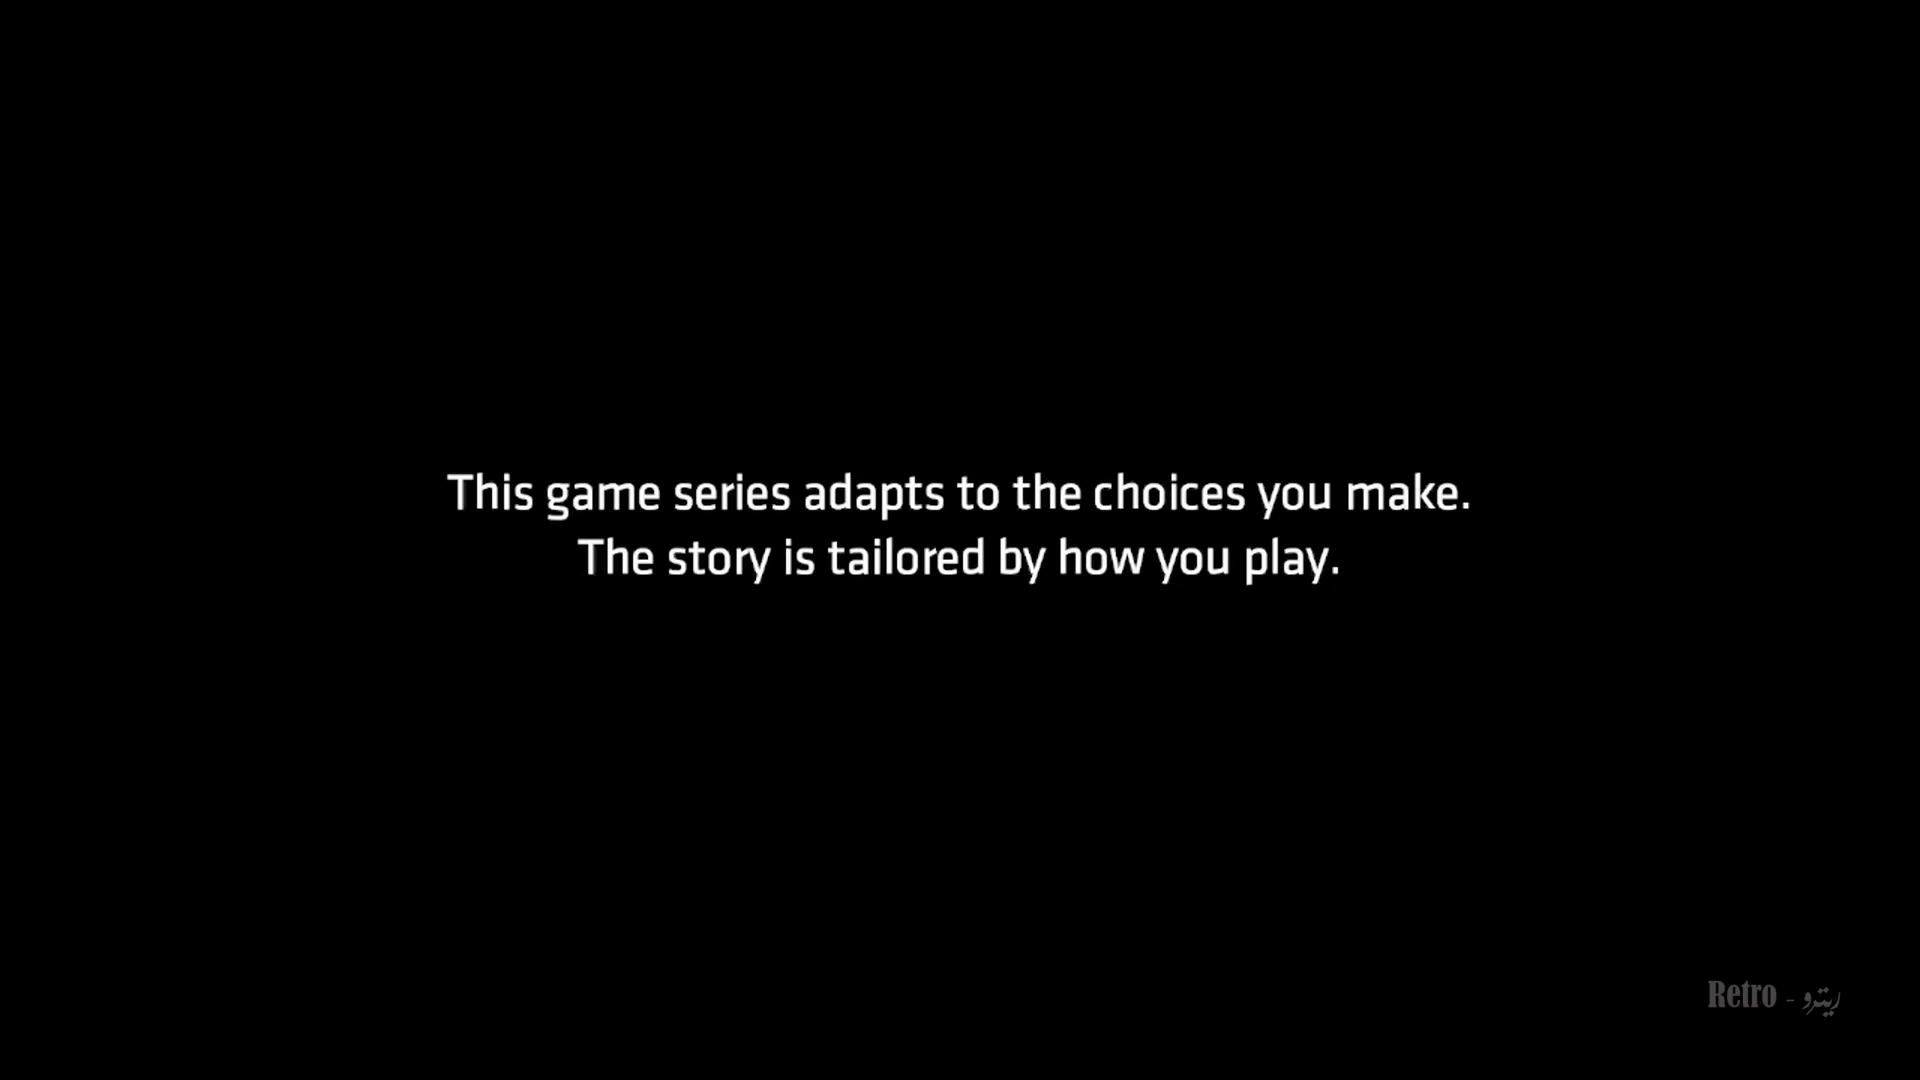 This game series adapts to the choices you make.
The story is tailored by how you play.
Retro - ريترو